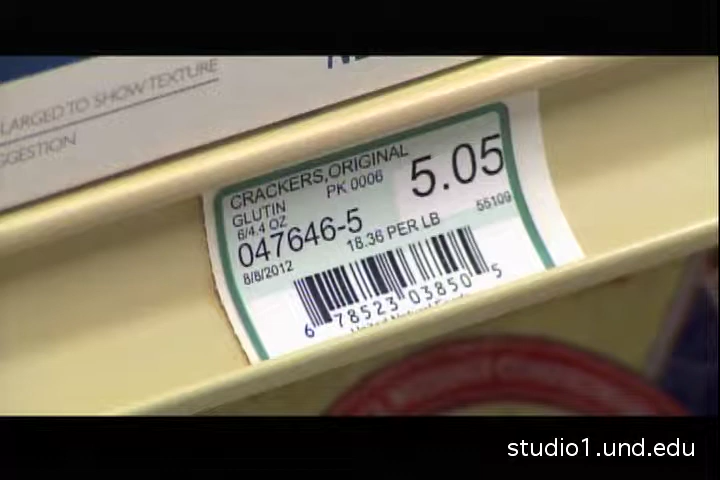 LARGED TO SHOW TEXTURE
GGESTION
CRACKERS,ORIGINAL
GLUTIN
PK 0006
5.05
6/4.4 OZ
047646-5
18.36 PER LB
55109
8/8/2012
6 78523 03850 5
studio1.und.edu